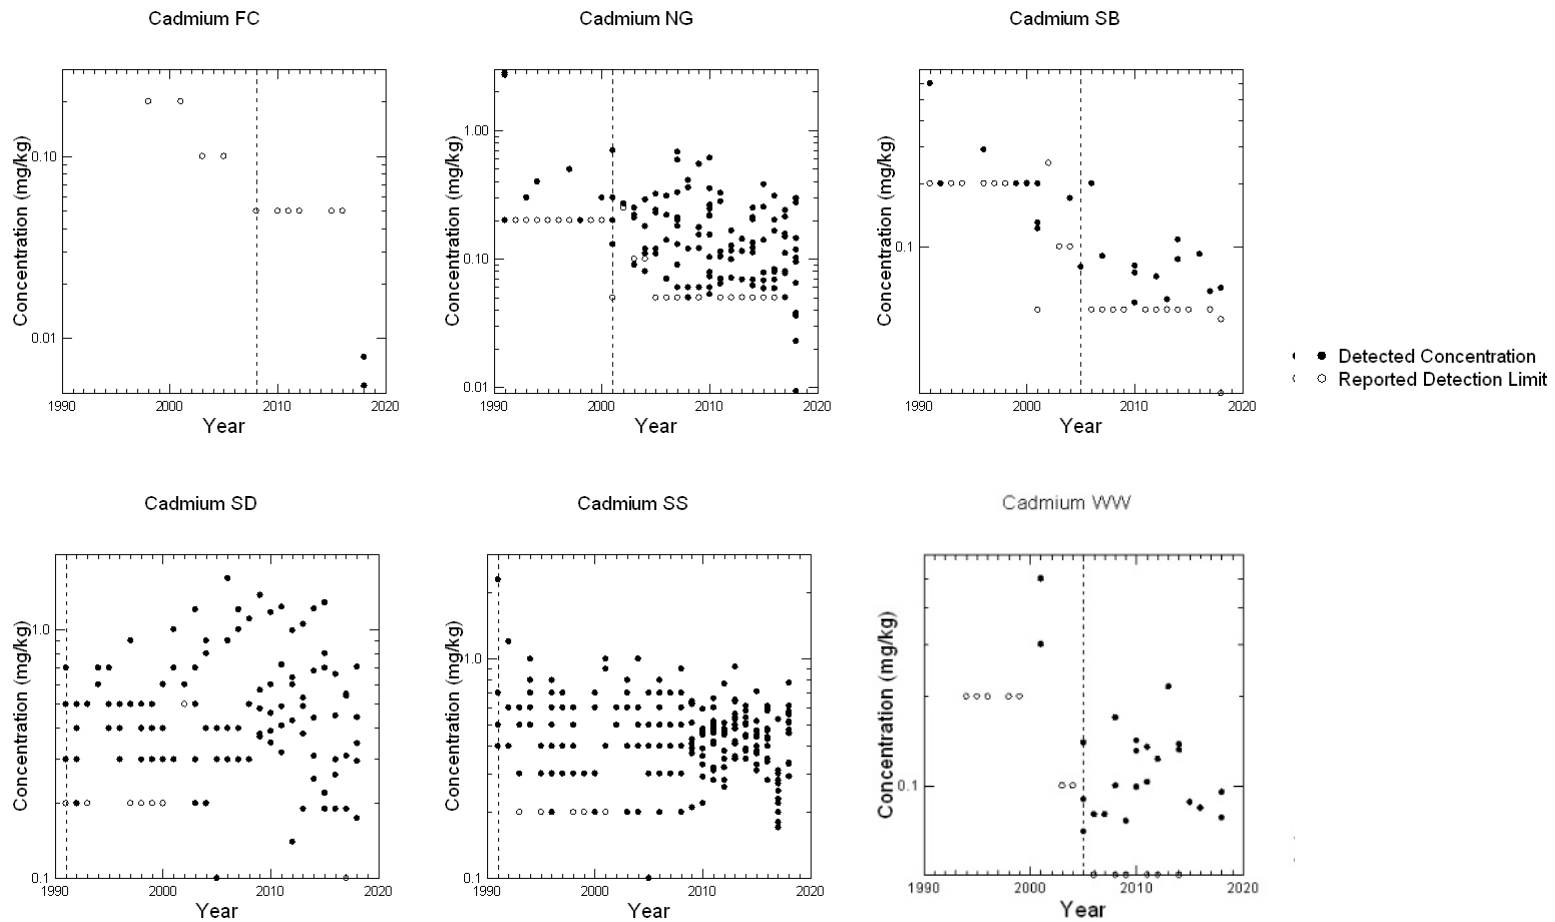 Cadmium FC
Concentration (mg/kg)
0.10
0.01
1990 2000 2010 2020
Year
Cadmium NG
Concentration (mg/kg)
1.00
0.10
0.01
1990 2000 2010 2020
Year
Cadmium SB
Concentration (mg/kg)
0.1
1990 2000 2010 2020
Year
Detected Concentration
Reported Detection Limit
Cadmium SD
Concentration (mg/kg)
1.0
0.1
1990 2000 2010 2020
Year
Cadmium SS
Concentration (mg/kg)
1.0
0.1
1990 2000 2010 2020
Year
Cadmium WW
Concentration (mg/kg)
0.1
1990 2000 2010 2020
Year